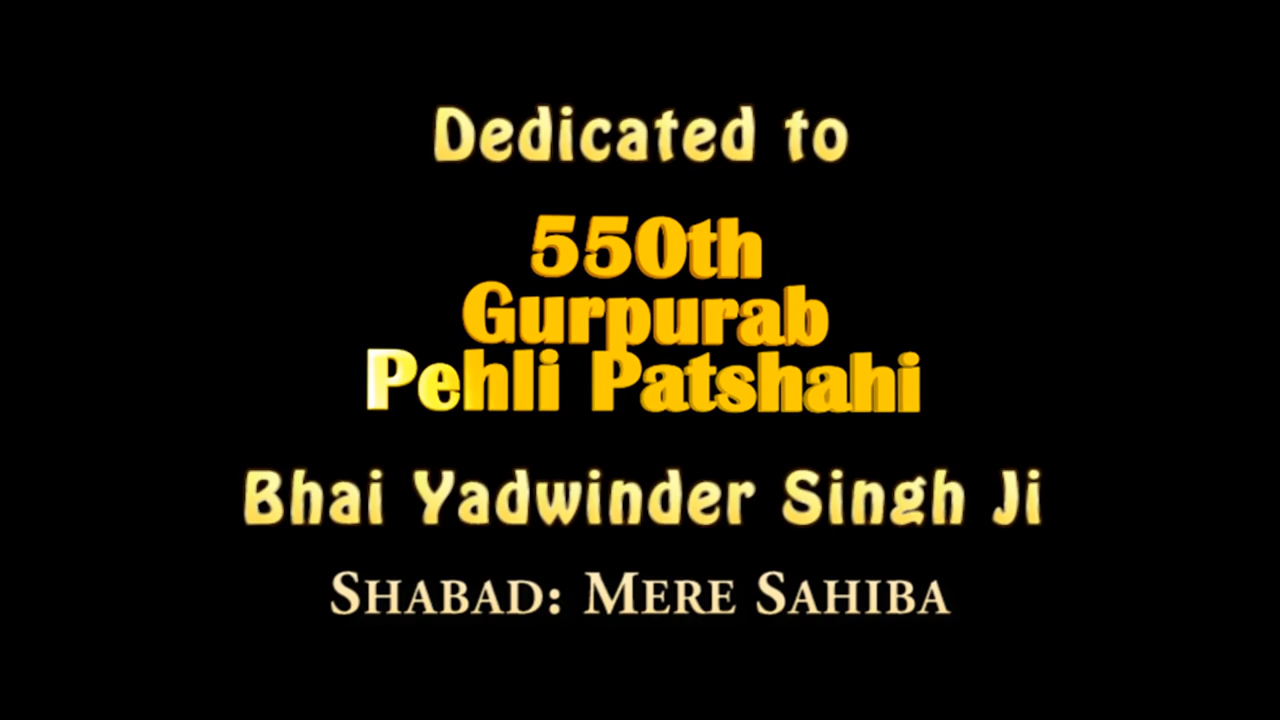 Dedicated to
550th
Gurpurab
Pehli Patshahi
Bhai Yadwinder Singh Ji
SHABAD: MERE SAHIBA